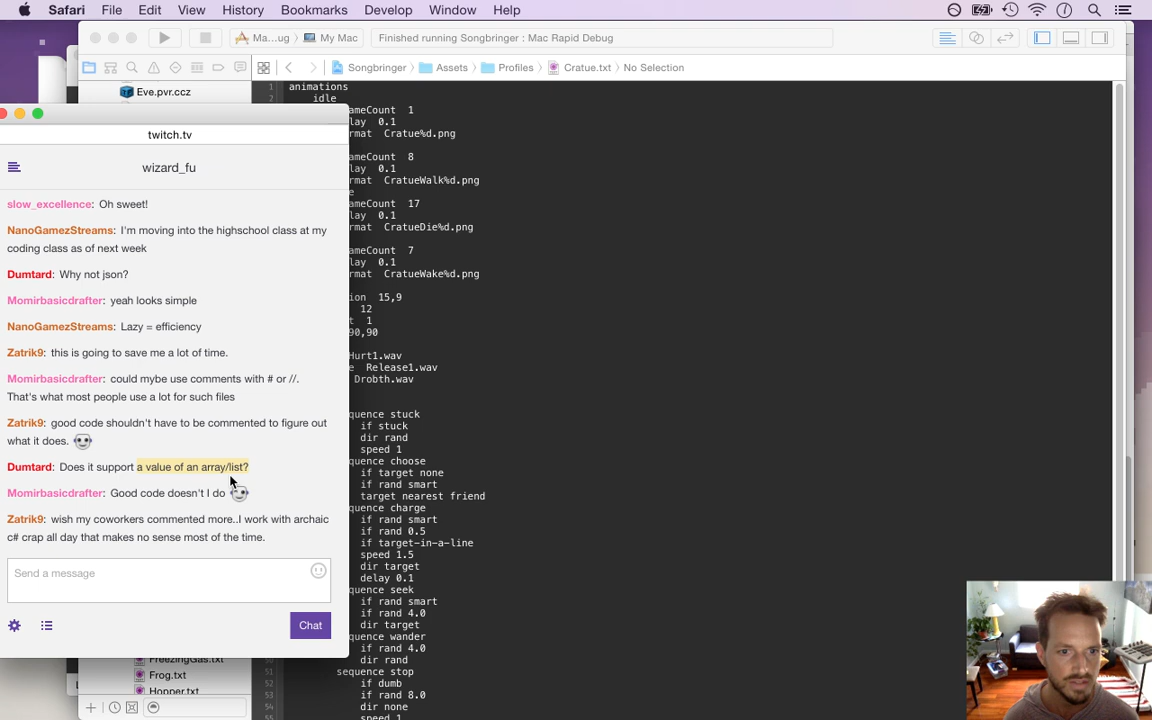 Safari File Edit View History Bookmarks Develop Window Help
Ma...ug My Mac Finished running Songbringer : Mac Rapid Debug
Songbringer Assets Profiles Cratue.txt No Selection
Eve.pvr.ccz
1 animations
2 idle
ameCount 1
lay 0.1
rmat Cratue%d.png
ameCount 8
lay 0.1
rmat CratueWalk%d.png
e
ameCount 17
lay 0.1
rmat CratueDie%d.png
ameCount 7
lay 0.1
rmat CratueWake%d.png
ion 15,9
12
t 1
90,90
Hurt1.wav
e Release1.wav
Drobth.wav
quence stuck
if stuck
dir rand
speed 1
quence choose
if target none
if rand smart
target nearest friend
quence charge
if rand smart
if rand 0.5
if target-in-a-line
speed 1.5
dir target
delay 0.1
quence seek
if rand smart
if rand 4.0
dir target
quence wander
if rand 4.0
dir rand
51 sequence stop
52 if dumb
53 if rand 8.0
54 dir none
speed 1
twitch.tv
wizard_fu
slow_excellence: Oh sweet!
NanoGamezStreams: I'm moving into the highschool class at my
coding class as of next week
Dumtard: Why not json?
Momirbasicdrafter: yeah looks simple
NanoGamezStreams: Lazy = efficiency
Zatrik9: this is going to save me a lot of time.
Momirbasicdrafter: could mybe use comments with # or //.
That's what most people use a lot for such files
Zatrik9: good code shouldn't have to be commented to figure out
what it does.
Dumtard: Does it support a value of an array/list?
Momirbasicdrafter: Good code doesn't I do
Zatrik9: wish my coworkers commented more..I work with archaic
c# crap all day that makes no sense most of the time.
Send a message
Chat
FreezingGas.txt
Frog.txt
Hopper.txt